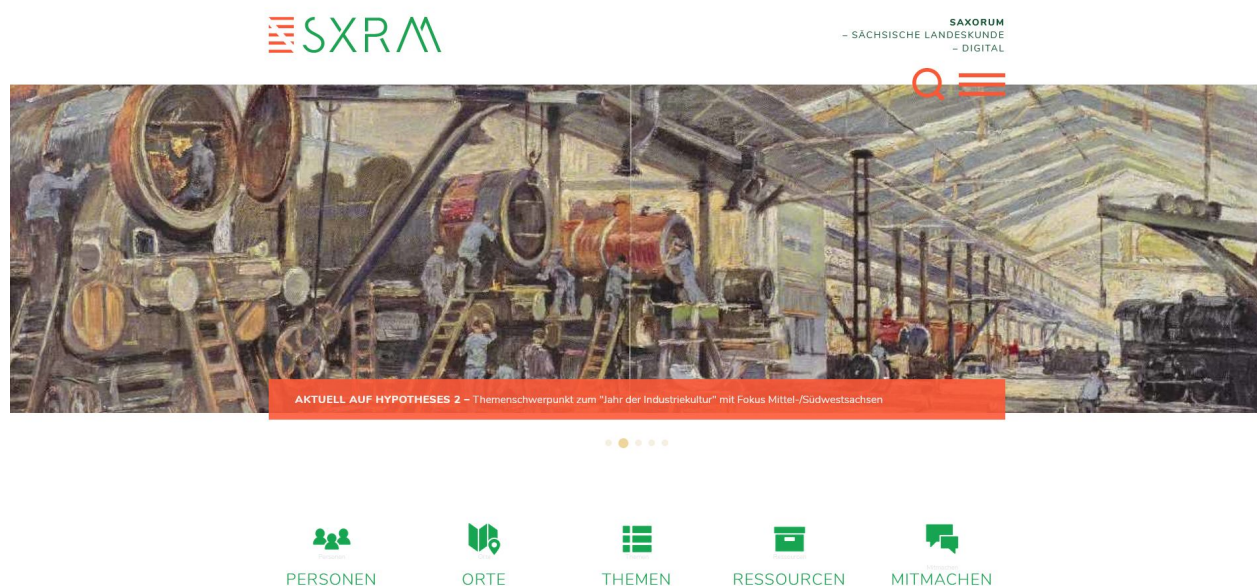 SXRM
SAXORUM
– SÄCHSISCHE LANDESKUNDE
– DIGITAL
AKTUELL AUF HYPOTHESES 2 – Themenschwerpunkt zum "Jahr der Industriekultur" mit Fokus Mittel-/Südwestsachsen
PERSONEN
ORTE
THEMEN
RESSOURCEN
MITMACHEN